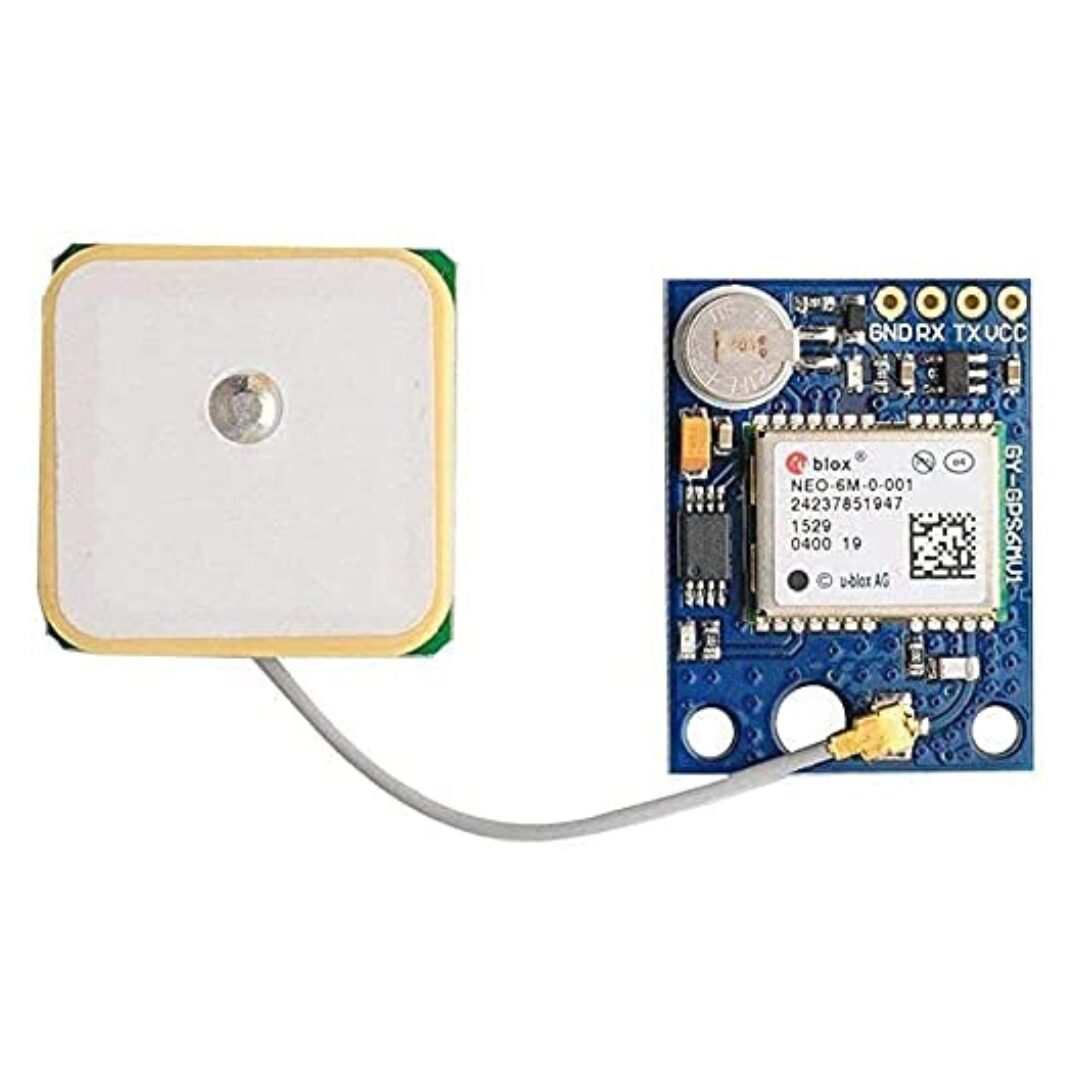 GND RX TX VCC
GY-GPS6MV1
blox®
NEO-6M-0-001
24237851947
1529
0400 19
© u-blox AG